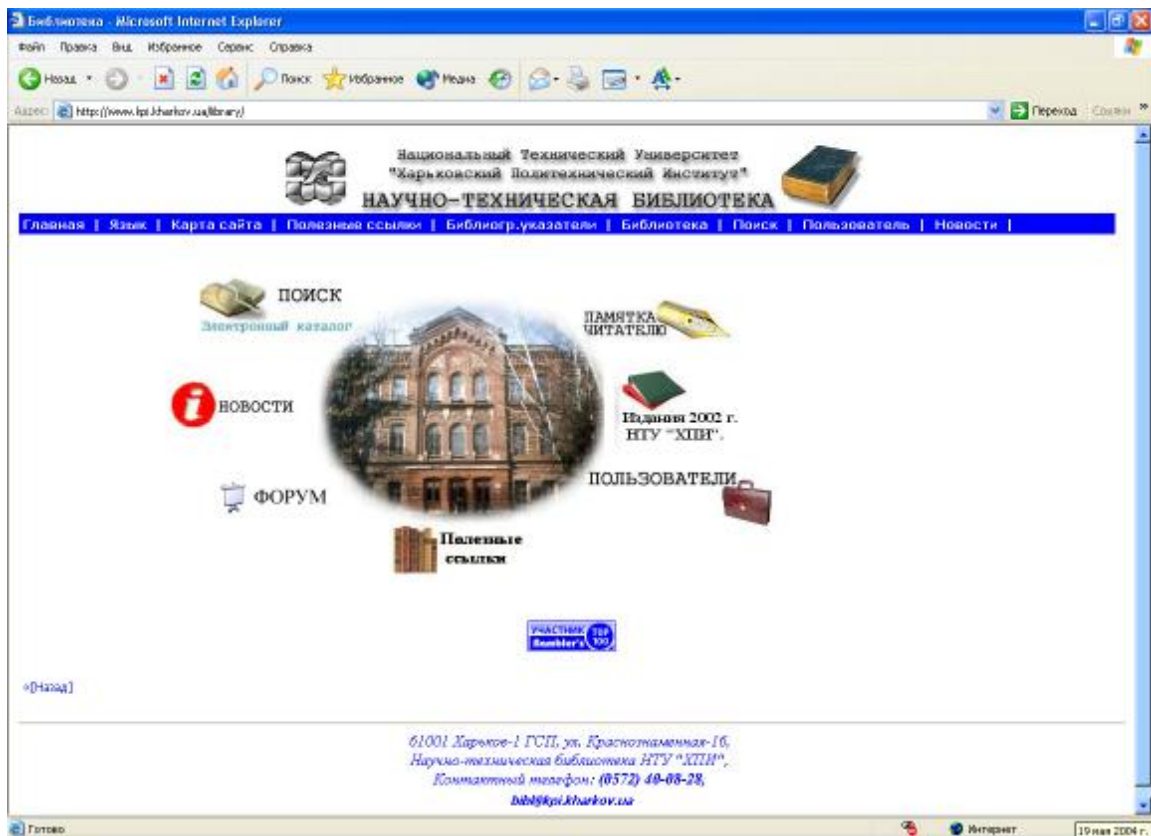 Библиотека - Microsoft Internet Explorer
Файл Правка Вид Избранное Сервис Справка
Назад Поиск Избранное Медиа
Адрес: http://www.kpi.kharkov.ua/library/ Переход Ссылки
Национальный Технический Университет
"Харьковский Политехнический Институт"
НАУЧНО-ТЕХНИЧЕСКАЯ БИБЛИОТЕКА
Главная | Язык | Карта сайта | Полезные ссылки | Библиогр.указатели | Библиотека | Поиск | Пользователь | Новости |
ПОИСК
Электронный каталог
ПАМЯТКА
ЧИТАТЕЛЮ
НОВОСТИ
Издания 2002 г.
НТУ "ХПИ".
ПОЛЬЗОВАТЕЛИ
ФОРУМ
Полезные
ссылки
УЧАСТНИК TOP
Rambler's 100
«[Назад]
61001 Харьков-1 ГСП, ул. Краснознаменная-16,
Научно-техническая библиотека НТУ "ХПИ",
Контактный телефон: (0572) 40-08-28,
bibl@kpi.kharkov.ua
Готово Интернет 19 мая 2004 г.